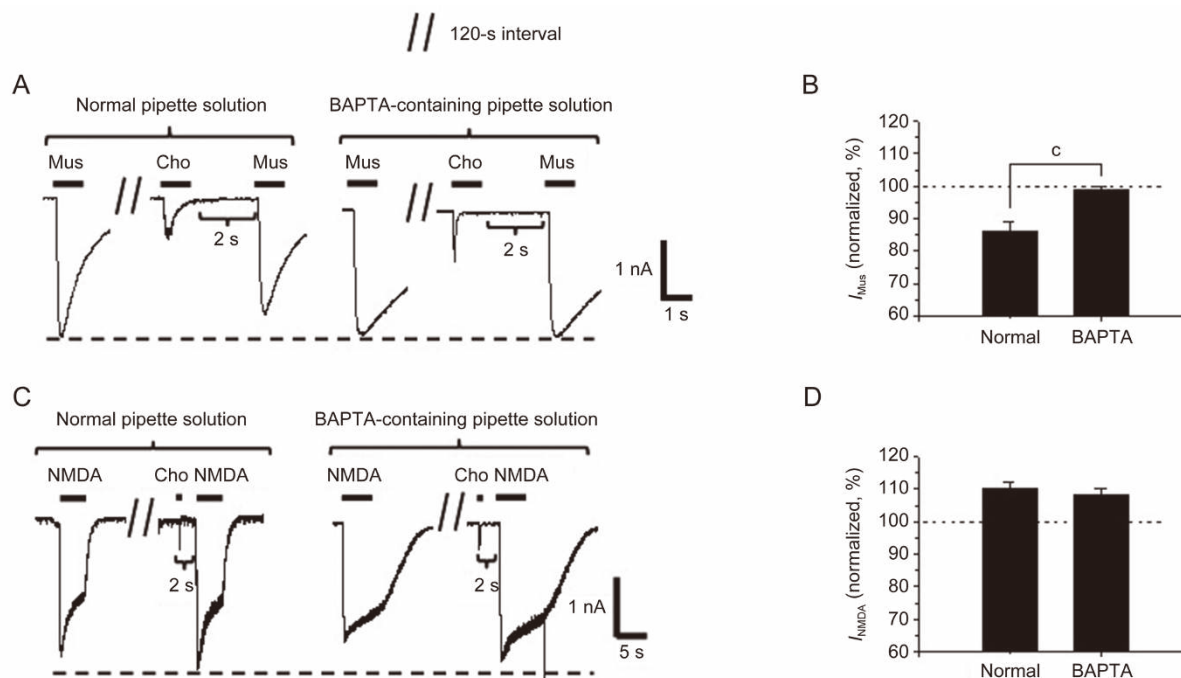 120-s interval
A
Normal pipette solution
BAPTA-containing pipette solution
Mus
Cho
Mus
Mus
Cho
Mus
2 s
2 s
1 nA
1 s
B
I_Mus (normalized, %)
120
110
100
90
80
70
60
c
Normal
BAPTA
C
Normal pipette solution
BAPTA-containing pipette solution
NMDA
Cho NMDA
NMDA
Cho NMDA
2 s
2 s
1 nA
5 s
D
I_NMDA (normalized, %)
120
110
100
110
80
70
60
Normal
BAPTA